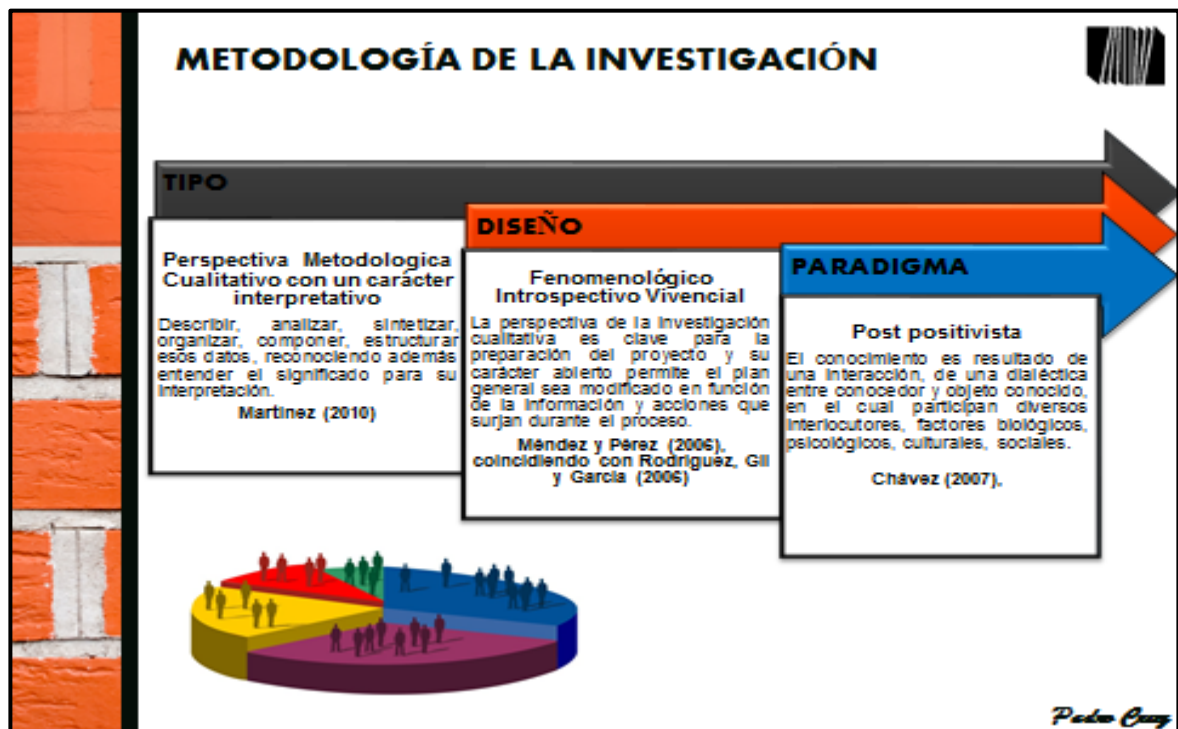 METODOLOGÍA DE LA INVESTIGACIÓN
TIPO
Perspectiva Metodologica
Cualitativo con un carácter
interpretativo
Describir, analizar, sintetizar,
organizar, componer, estructurar
esos datos, reconociendo además
entender el significado para su
interpretación.
Martínez (2010)
DISEÑO
Fenomenológico
Introspectivo Vivencial
La perspectiva de la investigación
cualitativa es clave para la
preparación del proyecto y su
carácter abierto permite el plan
general sea modificado en función
de la información y acciones que
surjan durante el proceso.
Méndez y Pérez (2006),
coincidiendo con Rodríguez, Gil
y García (2006)
PARADIGMA
Post positivista
El conocimiento es resultado de
una interacción, de una dialéctica
entre conocedor y objeto conocido,
en el cual participan diversos
interlocutores, factores biológicos,
psicológicos, culturales, sociales.
Chávez (2007),
Pedro Cruz